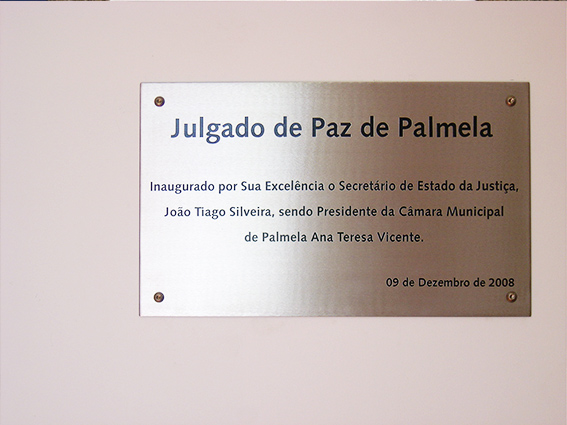 Julgado de Paz de Palmela
Inaugurado por Sua Excelência o Secretário de Estado da Justiça,
João Tiago Silveira, sendo Presidente da Câmara Municipal
de Palmela Ana Teresa Vicente.
09 de Dezembro de 2008